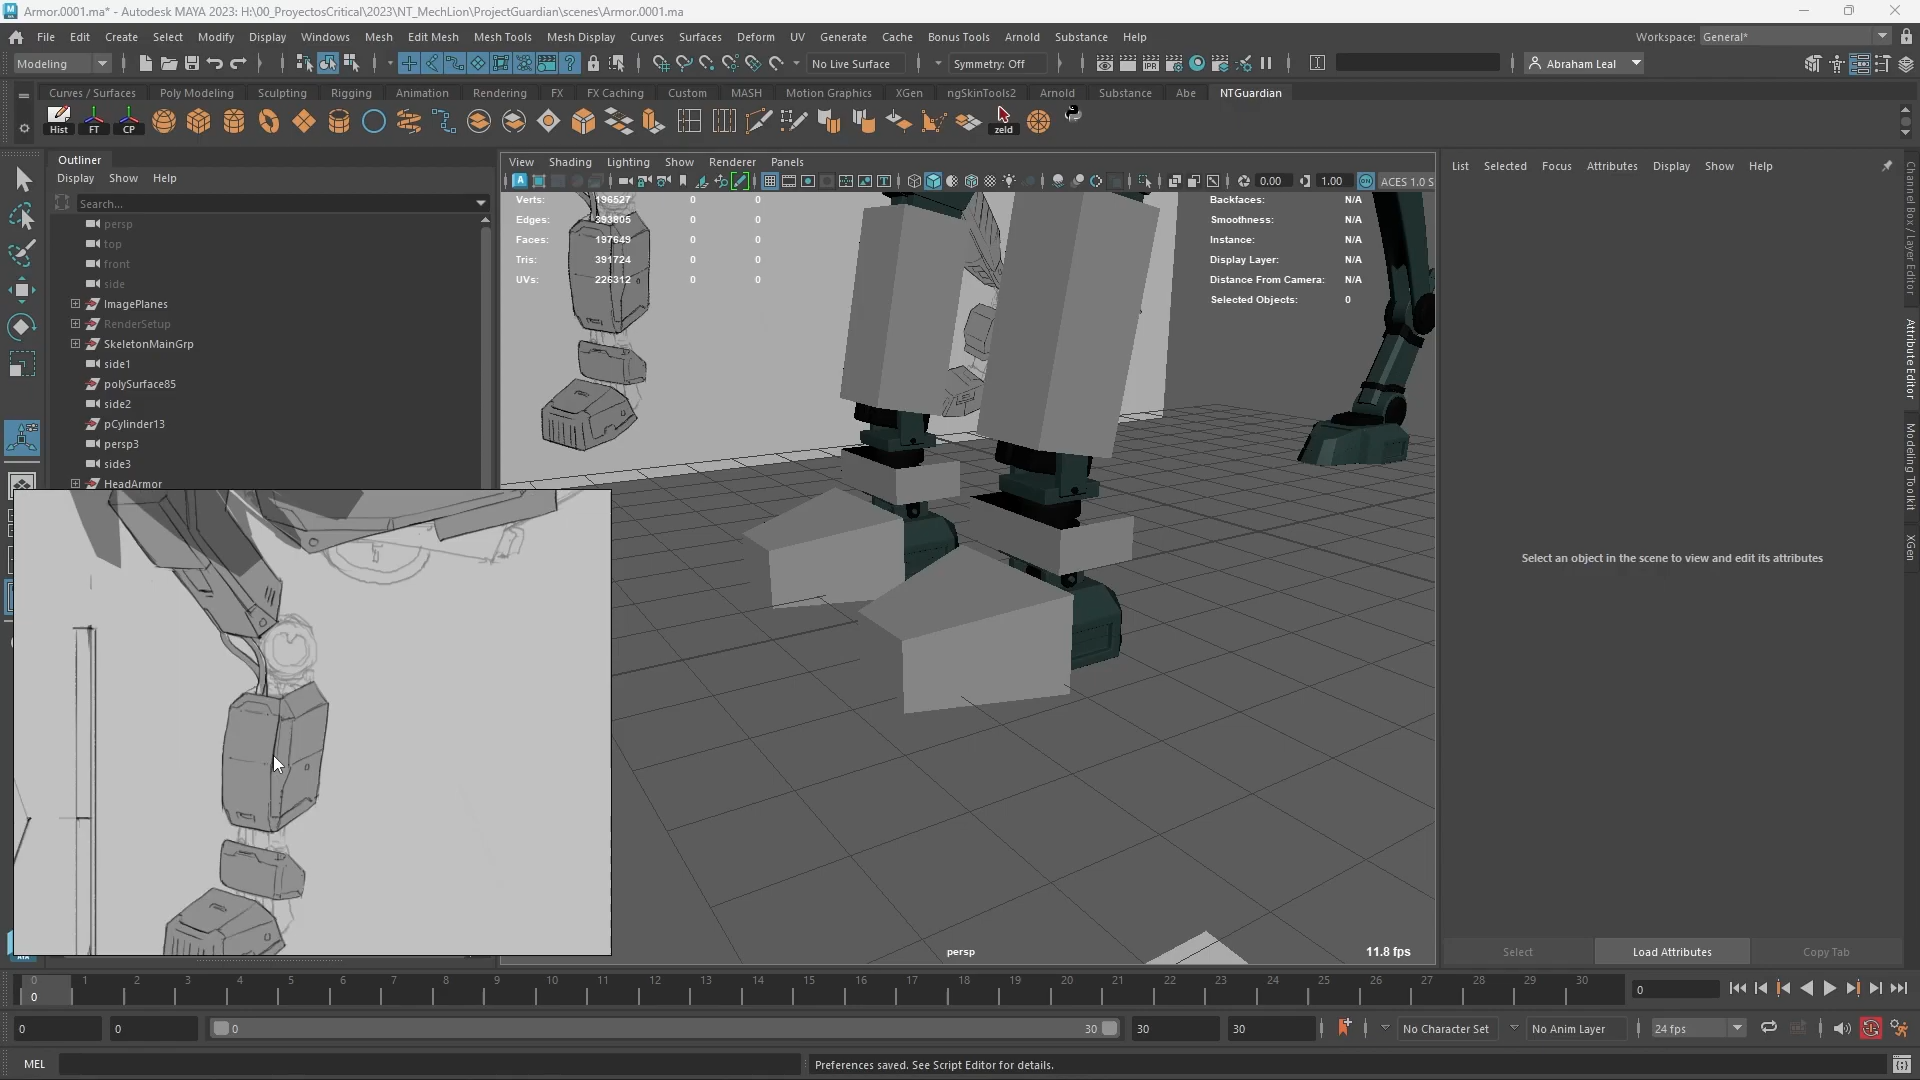 Armor.0001.ma* - Autodesk MAYA 2023: H:\00_ProyectosCritical\2023\NT_MechLion\ProjectGuardian\scenes\Armor.0001.ma
File Edit Create Select Modify Display Windows Mesh Edit Mesh Mesh Tools Mesh Display Curves Surfaces Deform UV Generate Cache Bonus Tools Arnold Substance Help
Workspace: General*
Modeling No Live Surface Symmetry: Off Abraham Leal
Curves / Surfaces Poly Modeling Sculpting Rigging Animation Rendering FX FX Caching Custom MASH Motion Graphics XGen ngSkinTools2 Arnold Substance Abe NTGuardian
Hist FT CP zeld
Outliner
Display Show Help
Search...
persp
top
front
side
ImagePlanes
RenderSetup
SkeletonMainGrp
side1
polySurface85
side2
pCylinder13
persp3
side3
HeadArmor
View Shading Lighting Show Renderer Panels
0.00 1.00 ON ACES 1.0 S
Verts: 196527 0 0
Edges: 393805 0 0
Faces: 197649 0 0
Tris: 391724 0 0
UVs: 226312 0 0
Backfaces: N/A
Smoothness: N/A
Instance: N/A
Display Layer: N/A
Distance From Camera: N/A
Selected Objects: 0
persp
11.8 fps
List Selected Focus Attributes Display Show Help
Select an object in the scene to view and edit its attributes
Select Load Attributes Copy Tab
Channel Box / Layer Editor
Attribute Editor
Modeling Toolkit
XGen
0 1 2 3 4 5 6 7 8 9 10 11 12 13 14 15 16 17 18 19 20 21 22 23 24 25 26 27 28 29 30
0 0
0 0 0 30 30 30 No Character Set No Anim Layer 24 fps
MEL Preferences saved. See Script Editor for details.